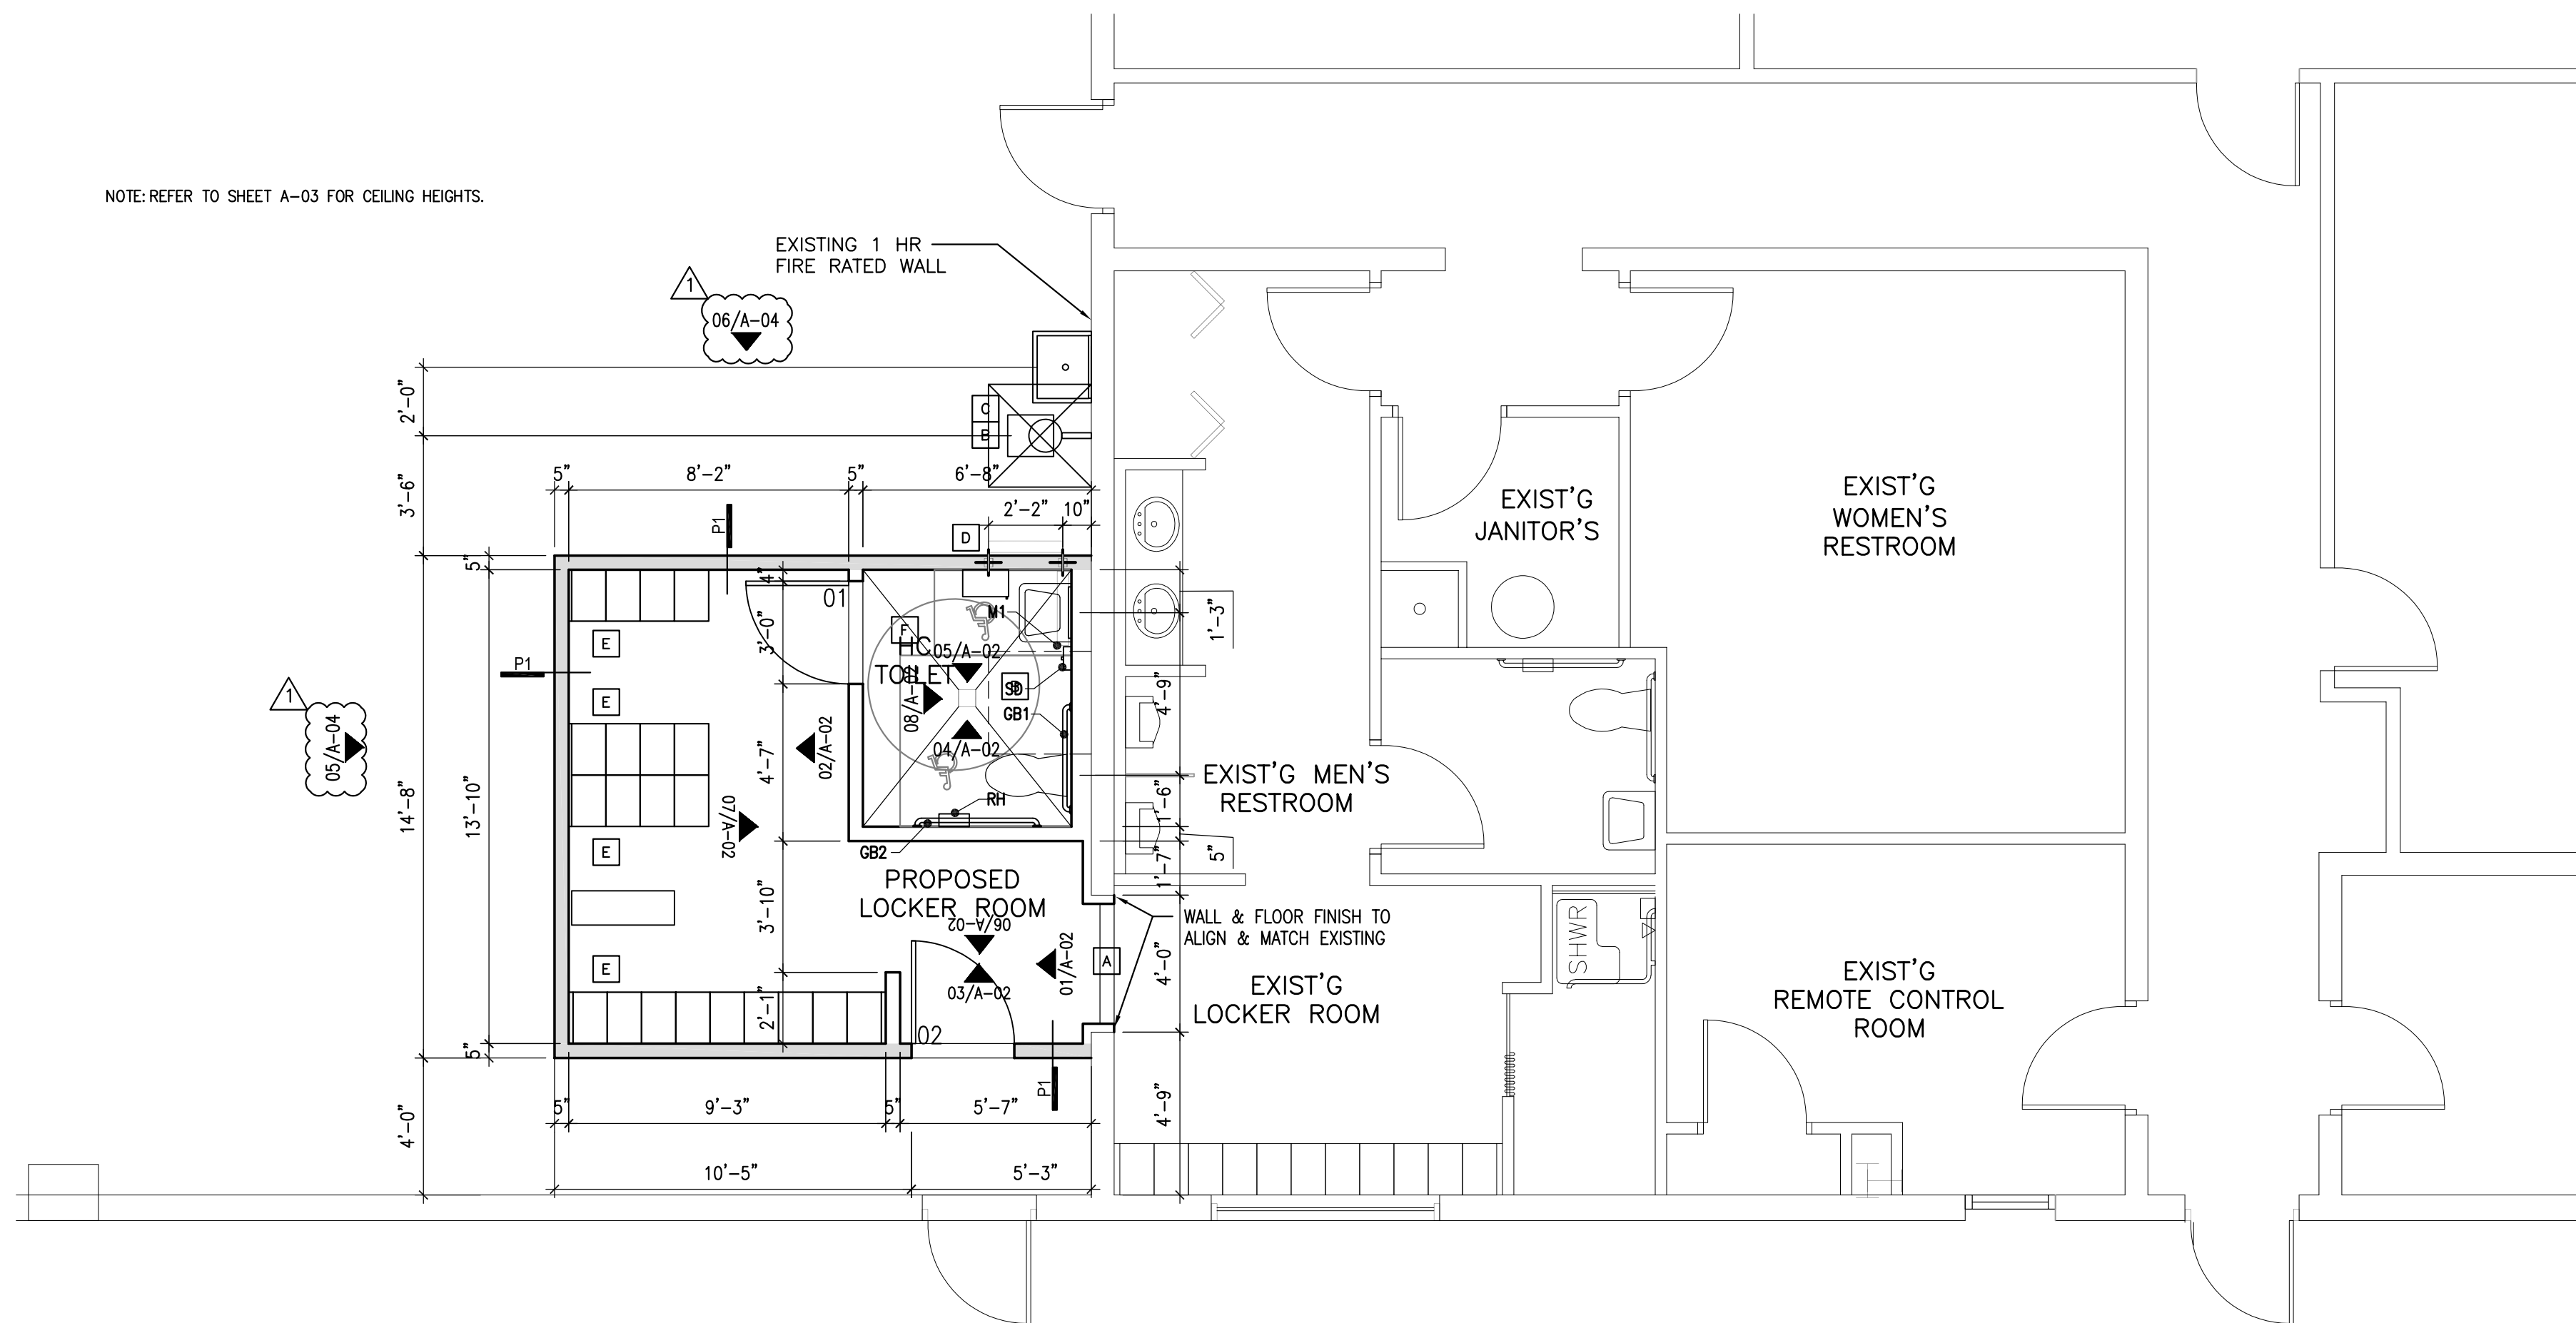 NOTE: REFER TO SHEET A-03 FOR CEILING HEIGHTS.
EXISTING 1 HR
FIRE RATED WALL
1
06/A-04
2'-0"
3'-6"
C
B
5"
8'-2"
5"
6'-8"
2'-2"
10"
D
P1
5"
4"
01
3'-0"
E
P1
E
1
05/A-04
14'-8"
13'-10"
4'-7"
02/A-02
07/A-02
E
3'-10"
E
2'-1"
5"
4'-0"
F
HC
TOILET
M1
05/A-02
08/A-02
SD
GB1
04/A-02
RH
GB2
PROPOSED
LOCKER ROOM
06/A-02
03/A-02
01/A-02
A
02
P1
5"
9'-3"
5"
5'-7"
10'-5"
5'-3"
1'-3"
4'-9"
1'-6"
5"
1'-7"
4'-0"
4'-9"
WALL & FLOOR FINISH TO
ALIGN & MATCH EXISTING
EXIST'G MEN'S
RESTROOM
EXIST'G
LOCKER ROOM
EXIST'G
JANITOR'S
EXIST'G
WOMEN'S
RESTROOM
SHWR
EXIST'G
REMOTE CONTROL
ROOM